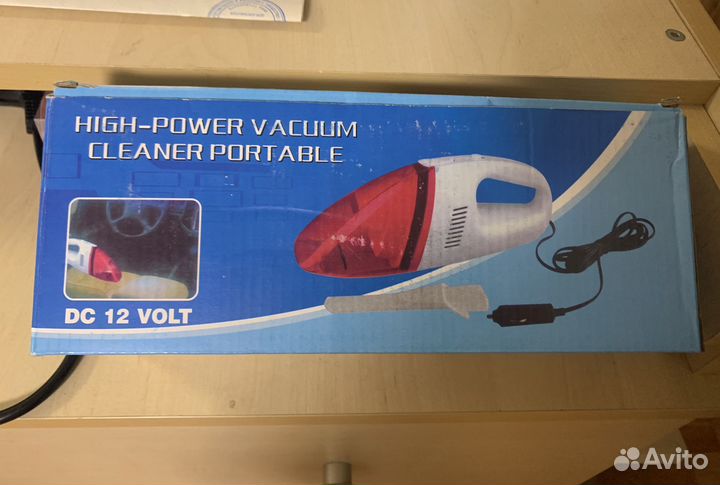 HIGH-POWER VACUUM
CLEANER PORTABLE
DC 12 VOLT
Avito